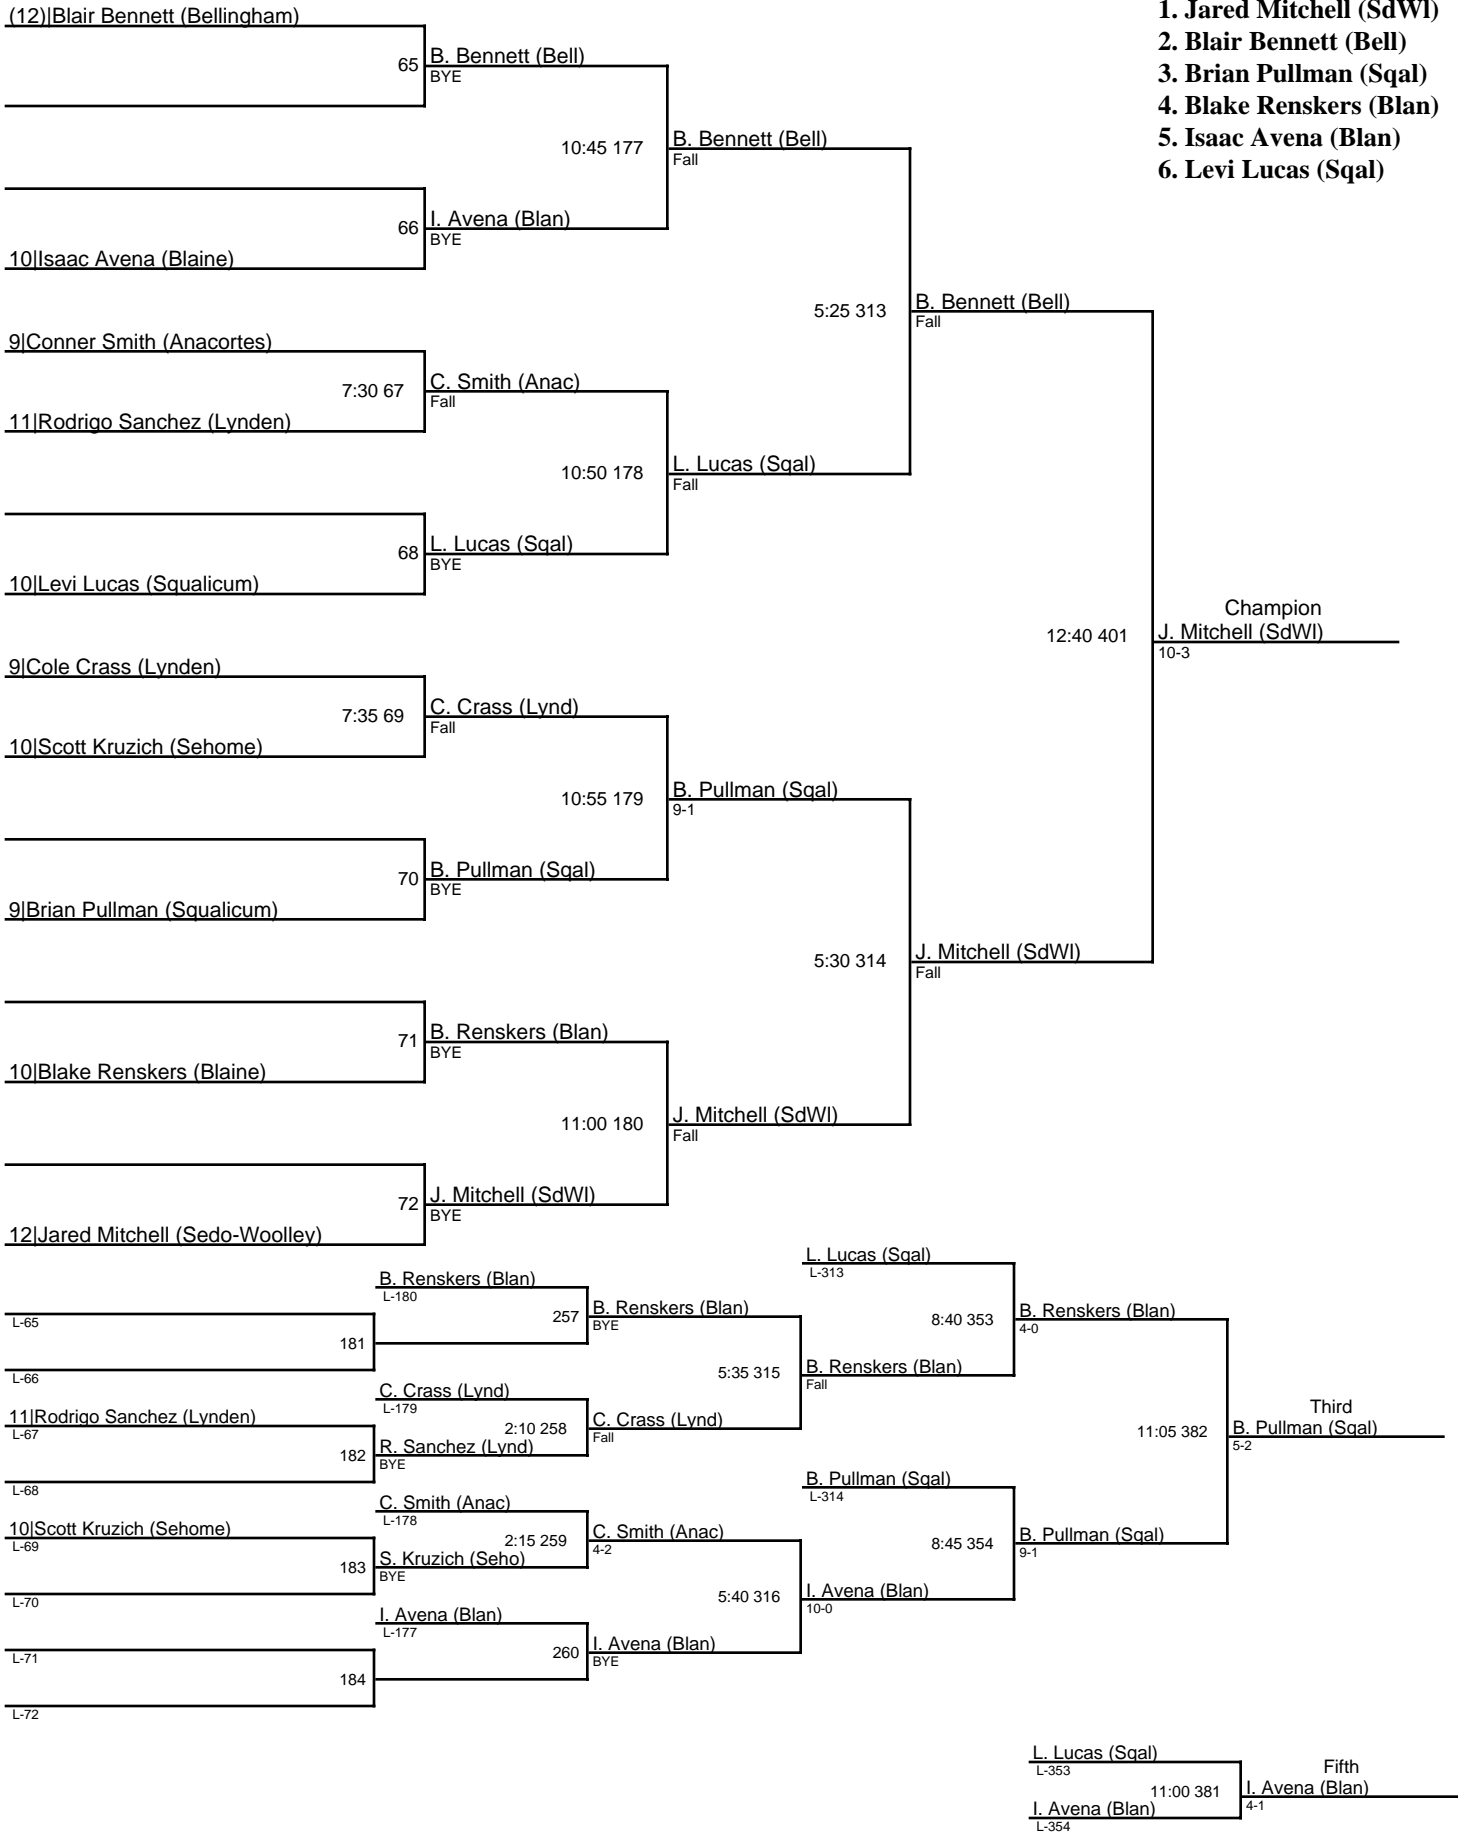 (12)|Blair Bennett (Bellingham)
1. Jared Mitchell (SdWl)
2. Blair Bennett (Bell)
3. Brian Pullman (Sqal)
4. Blake Renskers (Blan)
5. Isaac Avena (Blan)
6. Levi Lucas (Sqal)
65
B. Bennett (Bell)
BYE
10:45 177
B. Bennett (Bell)
Fall
66
I. Avena (Blan)
BYE
10|Isaac Avena (Blaine)
5:25 313
B. Bennett (Bell)
Fall
9|Conner Smith (Anacortes)
7:30 67
C. Smith (Anac)
Fall
11|Rodrigo Sanchez (Lynden)
10:50 178
L. Lucas (Sqal)
Fall
68
L. Lucas (Sqal)
BYE
10|Levi Lucas (Squalicum)
12:40 401
Champion
J. Mitchell (SdWl)
10-3
9|Cole Crass (Lynden)
7:35 69
C. Crass (Lynd)
Fall
10|Scott Kruzich (Sehome)
10:55 179
B. Pullman (Sqal)
9-1
70
B. Pullman (Sqal)
BYE
9|Brian Pullman (Squalicum)
5:30 314
J. Mitchell (SdWl)
Fall
71
B. Renskers (Blan)
BYE
10|Blake Renskers (Blaine)
11:00 180
J. Mitchell (SdWl)
Fall
72
J. Mitchell (SdWl)
BYE
12|Jared Mitchell (Sedo-Woolley)
L. Lucas (Sqal)
L-313
B. Renskers (Blan)
L-180
257
B. Renskers (Blan)
BYE
8:40 353
B. Renskers (Blan)
4-0
L-65
181
L-66
5:35 315
B. Renskers (Blan)
Fall
C. Crass (Lynd)
L-179
2:10 258
C. Crass (Lynd)
Fall
11|Rodrigo Sanchez (Lynden)
L-67
182
R. Sanchez (Lynd)
BYE
L-68
11:05 382
Third
B. Pullman (Sqal)
5-2
B. Pullman (Sqal)
L-314
C. Smith (Anac)
L-178
2:15 259
C. Smith (Anac)
4-2
8:45 354
B. Pullman (Sqal)
9-1
10|Scott Kruzich (Sehome)
L-69
183
S. Kruzich (Seho)
BYE
L-70
5:40 316
I. Avena (Blan)
10-0
I. Avena (Blan)
L-177
260
I. Avena (Blan)
BYE
L-71
184
L-72
L. Lucas (Sqal)
L-353
11:00 381
Fifth
I. Avena (Blan)
4-1
I. Avena (Blan)
L-354